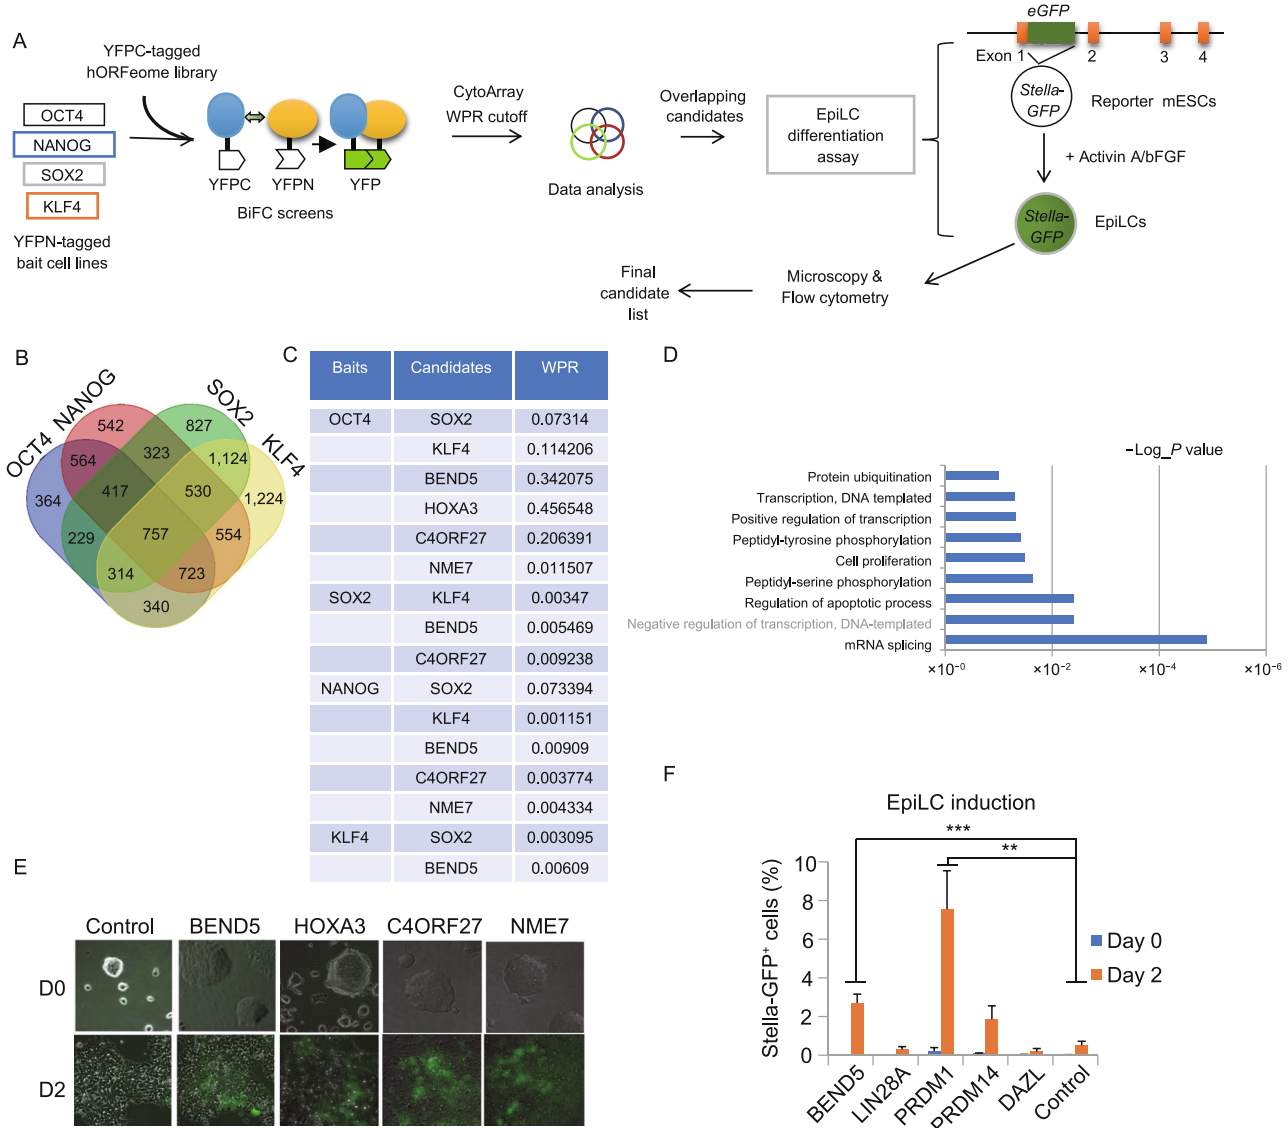 A
YFPC-tagged
hORFeome library
OCT4
NANOG
SOX2
KLF4
YFPN-tagged
bait cell lines
YFPC
YFPN
YFP
BiFC screens
CytoArray
WPR cutoff
Data analysis
Overlapping
candidates
EpiLC
differentiation
assay
eGFP
Exon 1 2 3 4
Stella-
GFP
Reporter mESCs
+ Activin A/bFGF
Stella-
GFP
EpiLCs
Microscopy &
Flow cytometry
Final
candidate
list
B
OCT4 NANOG SOX2 KLF4
542 827
564 323 1,124
364 417 530 1,224
229 757 554
314 723
340
C
Baits Candidates WPR
OCT4 SOX2 0.07314
KLF4 0.114206
BEND5 0.342075
HOXA3 0.456548
C4ORF27 0.206391
NME7 0.011507
SOX2 KLF4 0.00347
BEND5 0.005469
C4ORF27 0.009238
NANOG SOX2 0.073394
KLF4 0.001151
BEND5 0.00909
C4ORF27 0.003774
NME7 0.004334
KLF4 SOX2 0.003095
BEND5 0.00609
D
−Log_P value
Protein ubiquitination
Transcription, DNA templated
Positive regulation of transcription
Peptidyl-tyrosine phosphorylation
Cell proliferation
Peptidyl-serine phosphorylation
Regulation of apoptotic process
Negative regulation of transcription, DNA-templated
mRNA splicing
×10⁻⁰ ×10⁻² ×10⁻⁴ ×10⁻⁶
E
Control BEND5 HOXA3 C4ORF27 NME7
D0
D2
F
EpiLC induction
***
**
Stella-GFP⁺ cells (%)
10
8
6
4
2
0
Day 0
Day 2
BEND5 LIN28A PRDM1 PRDM14 DAZL Control